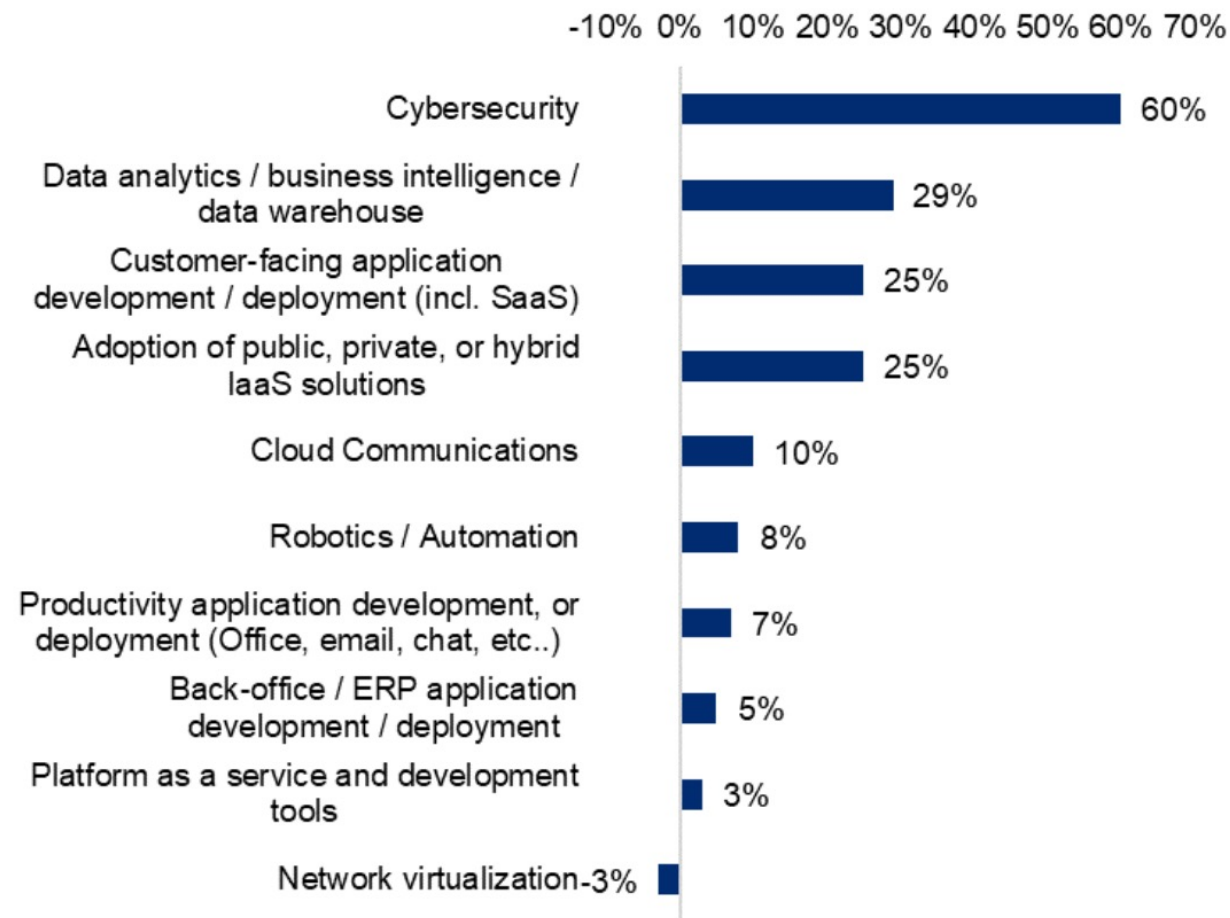 -10% 0% 10% 20% 30% 40% 50% 60% 70%
Cybersecurity 60%
Data analytics / business intelligence /
data warehouse
29%
Customer-facing application
development / deployment (incl. SaaS)
25%
Adoption of public, private, or hybrid
IaaS solutions
25%
Cloud Communications 10%
Robotics / Automation 8%
Productivity application development, or
deployment (Office, email, chat, etc..)
7%
Back-office / ERP application
development / deployment
5%
Platform as a service and development
tools
3%
Network virtualization -3%